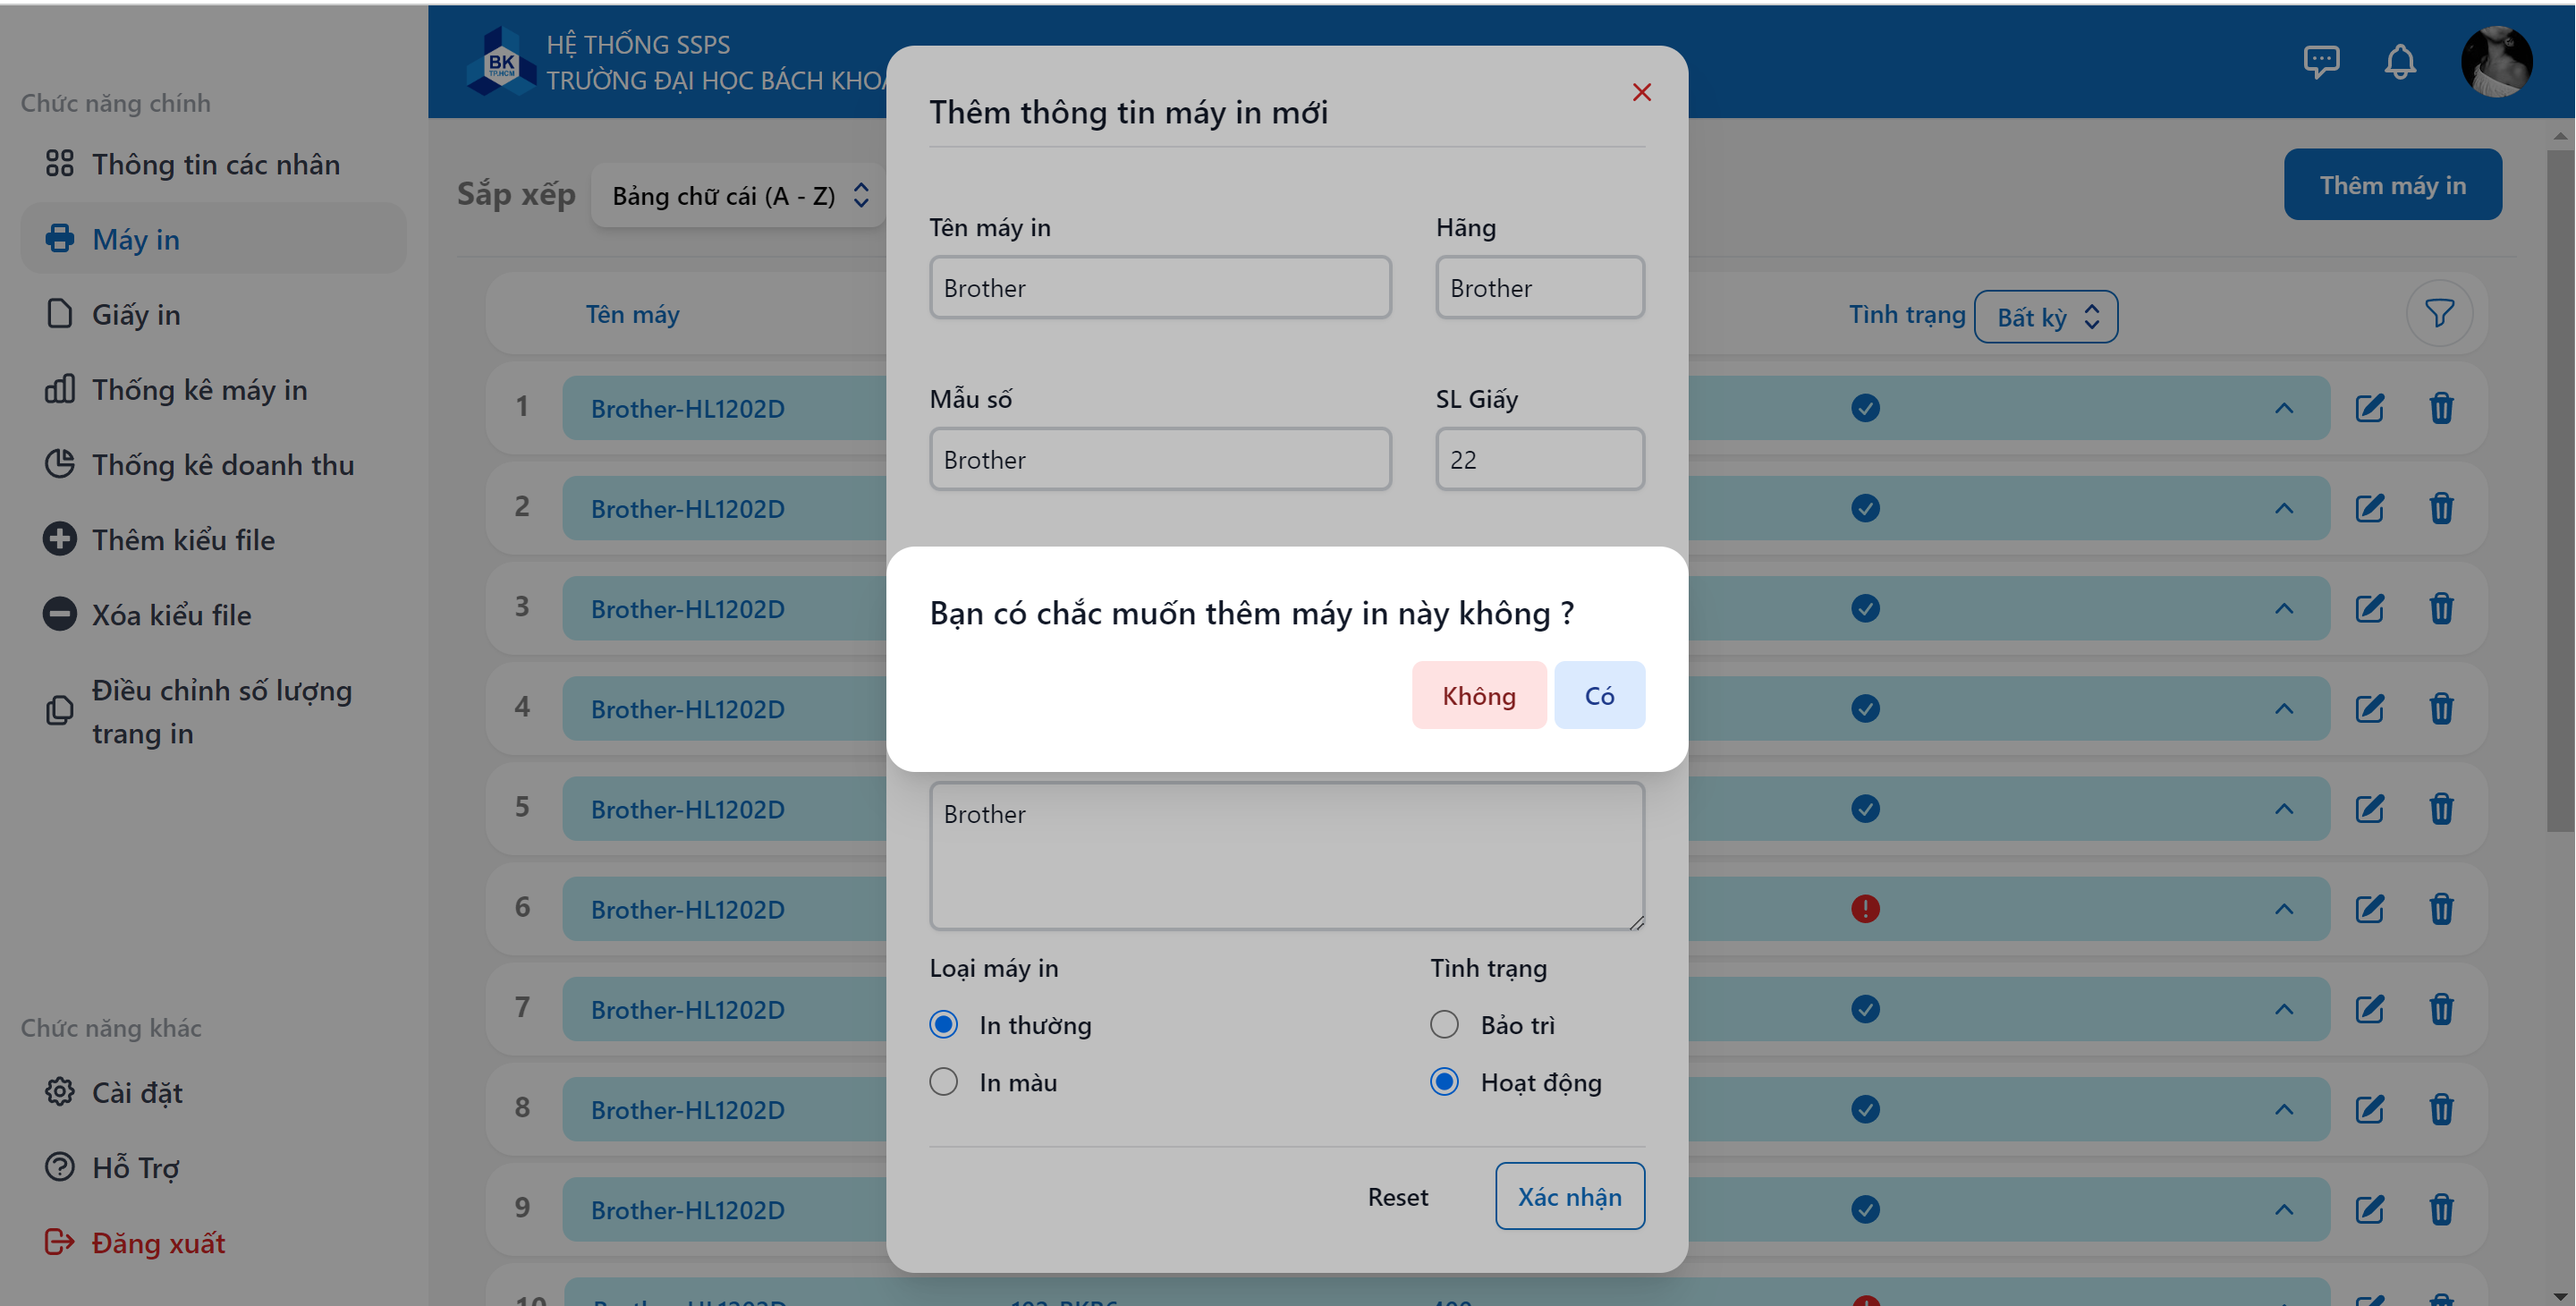 Chức năng chính
Thông tin các nhân
Máy in
Giấy in
Thống kê máy in
Thống kê doanh thu
Thêm kiểu file
Xóa kiểu file
Điều chỉnh số lượng
trang in
Chức năng khác
Cài đặt
Hỗ Trợ
Đăng xuất
BK
TP.HCM
HỆ THỐNG SSPS
TRƯỜNG ĐẠI HỌC BÁCH KHOA
Sắp xếp Bảng chữ cái (A - Z)
Thêm máy in
Tên máy
Tình trạng Bất kỳ
1 Brother-HL1202D
2 Brother-HL1202D
3 Brother-HL1202D
4 Brother-HL1202D
5 Brother-HL1202D
6 Brother-HL1202D
7 Brother-HL1202D
8 Brother-HL1202D
9 Brother-HL1202D
10 Brother-HL1202D
Thêm thông tin máy in mới
Tên máy in Hãng
Brother Brother
Mẫu số SL Giấy
Brother 22
Bạn có chắc muốn thêm máy in này không ?
Không Có
Brother
Loại máy in Tình trạng
In thường Bảo trì
In màu Hoạt động
Reset Xác nhận